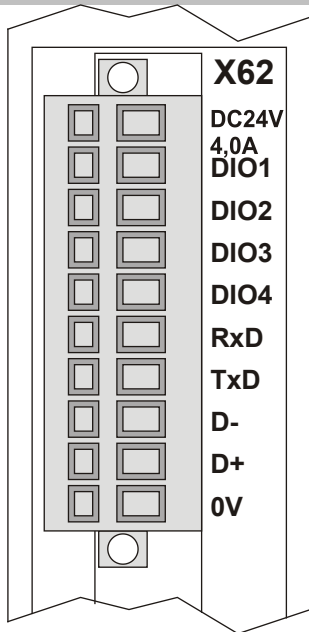 X62
DC24V
4,0A
DIO1
DIO2
DIO3
DIO4
RxD
TxD
D-
D+
0V